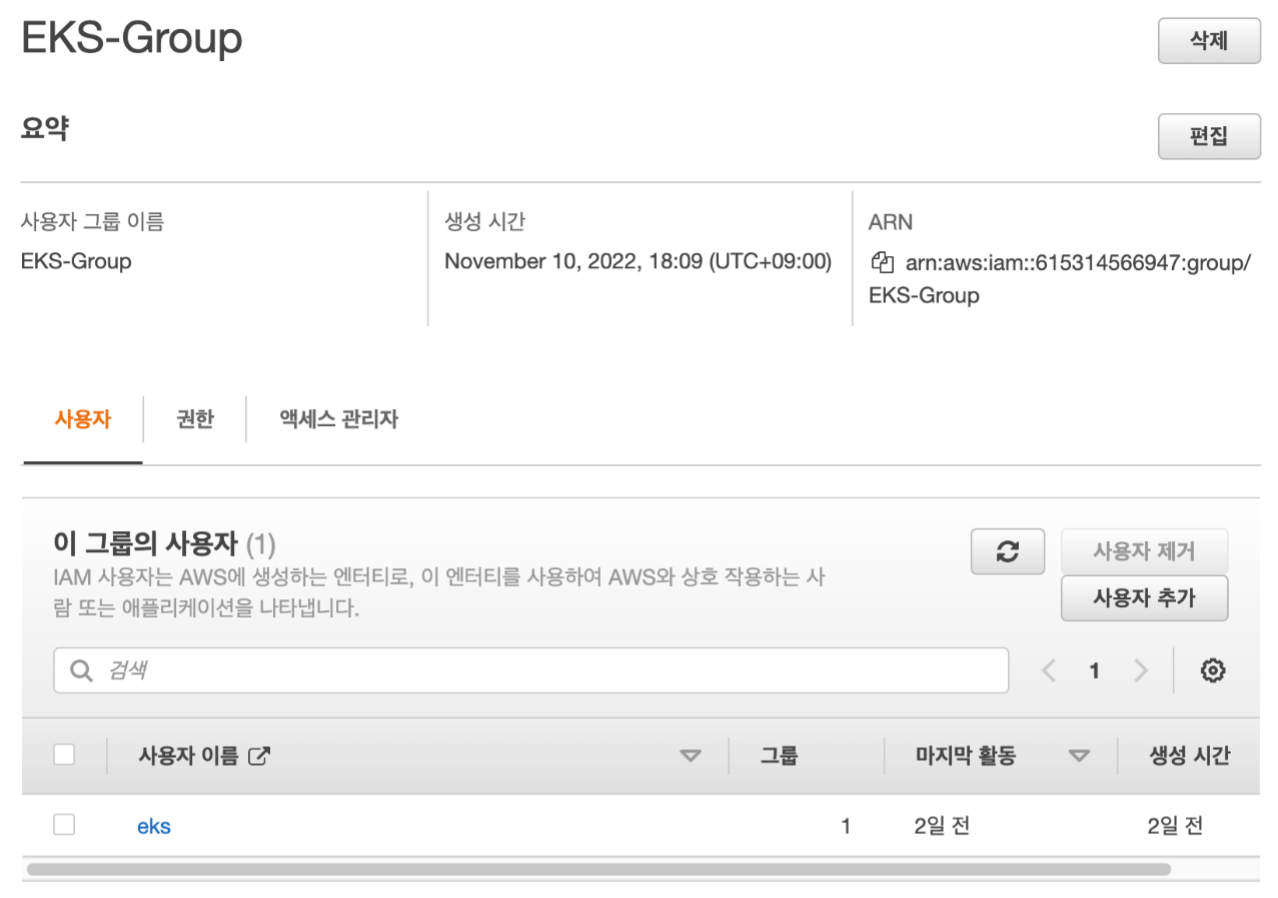 EKS-Group
삭제
요약
편집
사용자 그룹 이름
EKS-Group
생성 시간
November 10, 2022, 18:09 (UTC+09:00)
ARN
arn:aws:iam::615314566947:group/
EKS-Group
사용자
권한
액세스 관리자
이 그룹의 사용자 (1)
IAM 사용자는 AWS에 생성하는 엔터티로, 이 엔터티를 사용하여 AWS와 상호 작용하는 사
람 또는 애플리케이션을 나타냅니다.
사용자 제거
사용자 추가
검색
1
사용자 이름 그룹 마지막 활동 생성 시간
eks 1 2일 전 2일 전